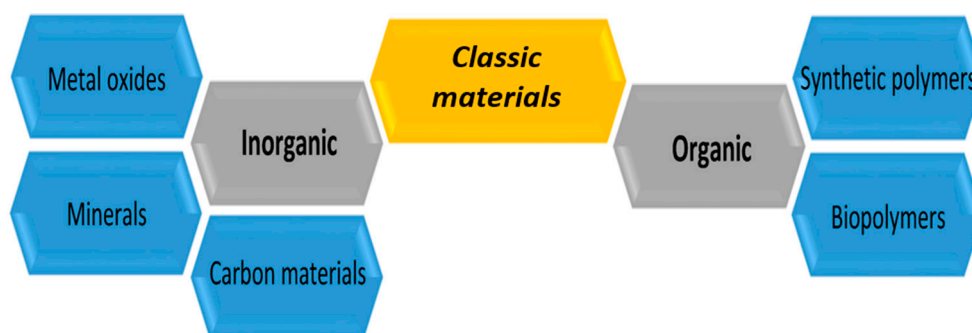 Classic
materials
Inorganic
Metal oxides
Minerals
Carbon materials
Organic
Synthetic polymers
Biopolymers